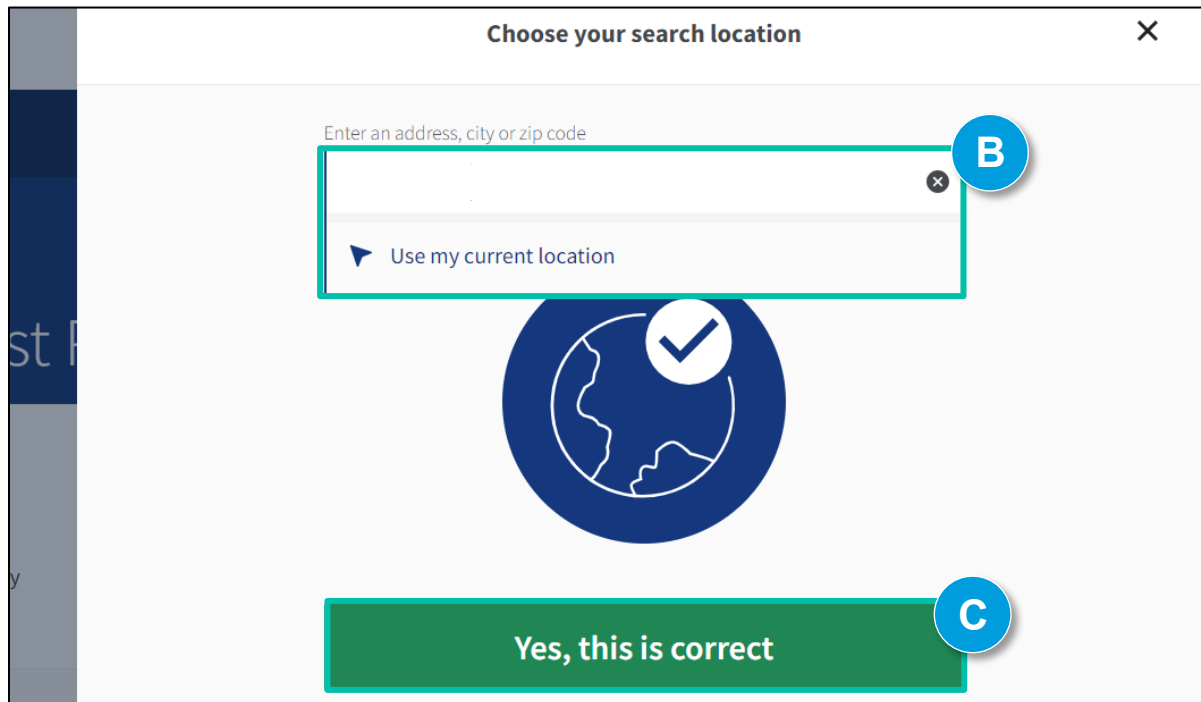 Choose your search location
Enter an address, city or zip code
B
Use my current location
st
y
C
Yes, this is correct